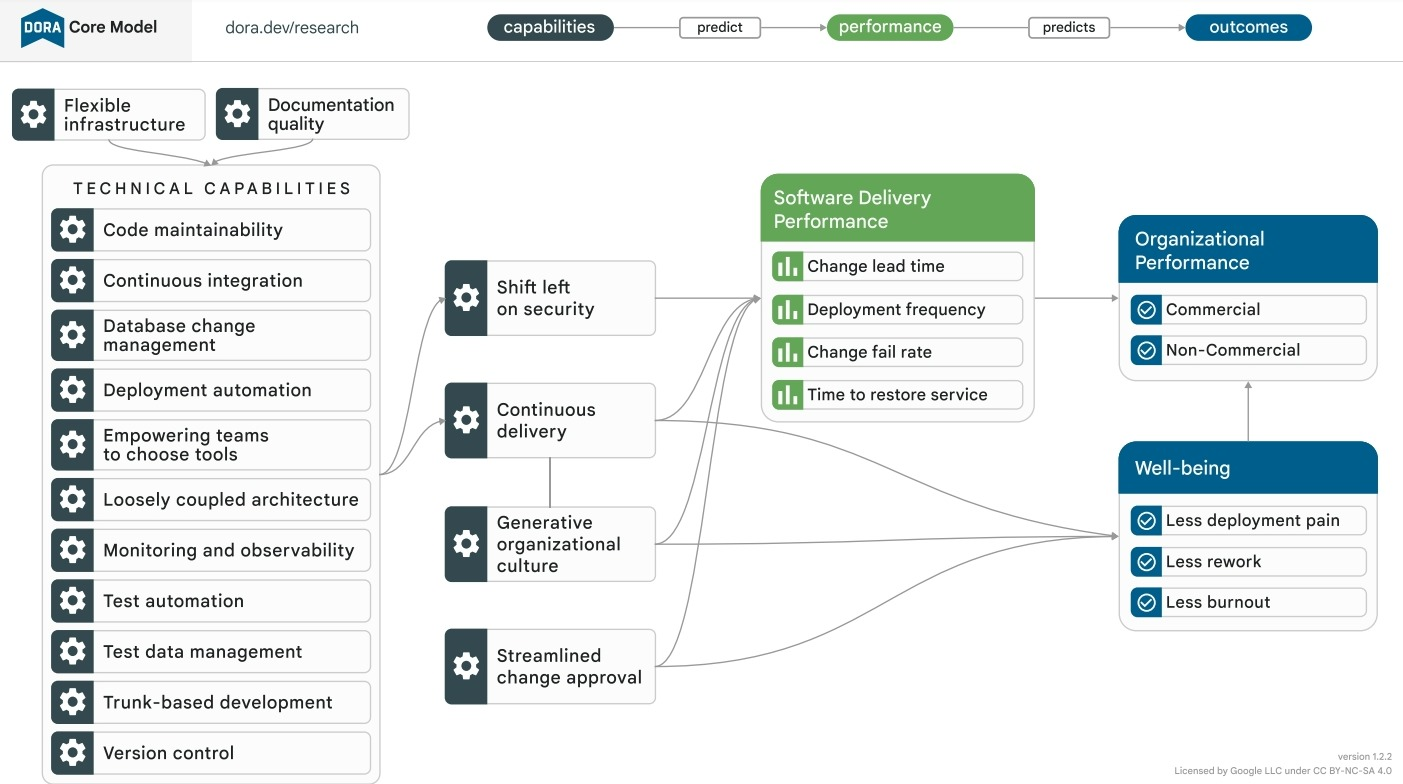 DORA Core Model
dora.dev/research
capabilities
predict
performance
predicts
outcomes
Flexible
infrastructure
Documentation
quality
TECHNICAL CAPABILITIES
Code maintainability
Continuous integration
Database change
management
Deployment automation
Empowering teams
to choose tools
Loosely coupled architecture
Monitoring and observability
Test automation
Test data management
Trunk-based development
Version control
Shift left
on security
Continuous
delivery
Generative
organizational
culture
Streamlined
change approval
Software Delivery
Performance
Change lead time
Deployment frequency
Change fail rate
Time to restore service
Organizational
Performance
Commercial
Non-Commercial
Well-being
Less deployment pain
Less rework
Less burnout
version 1.2.2
Licensed by Google LLC under CC BY-NC-SA 4.0